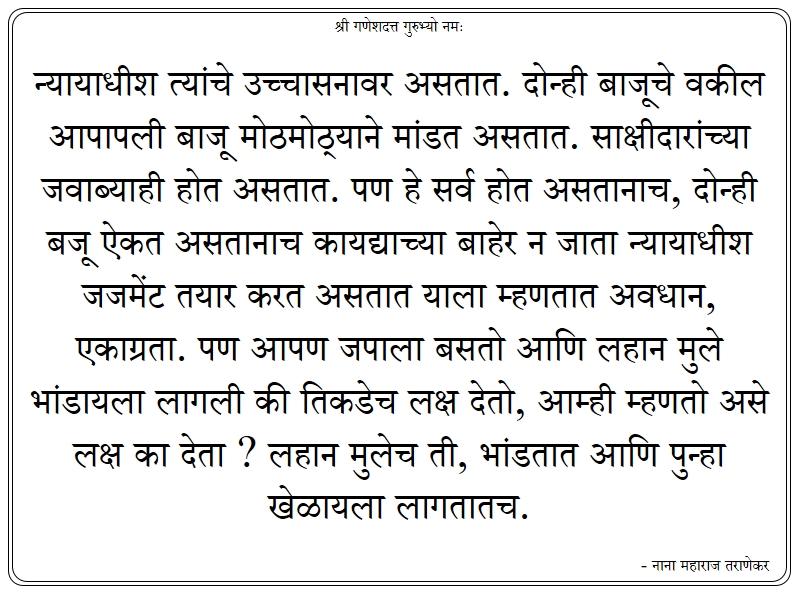 श्री गणेशदत्त गुरुभ्यो नमः
न्यायाधीश त्यांचे उच्चासनावर असतात. दोन्ही बाजूचे वकील
आपापली बाजू मोठमोठ्याने मांडत असतात. साक्षीदारांच्या
जवाब्याही होत असतात. पण हे सर्व होत असतानाच, दोन्ही
बजू ऐकत असतानाच कायद्याच्या बाहेर न जाता न्यायाधीश
जजमेंट तयार करत असतात याला म्हणतात अवधान,
एकाग्रता. पण आपण जपाला बसतो आणि लहान मुले
भांडायला लागली की तिकडेच लक्ष देतो, आम्ही म्हणतो असे
लक्ष का देता ? लहान मुलेच ती, भांडतात आणि पुन्हा
खेळायला लागतातच.
- नाना महाराज तराणेकर